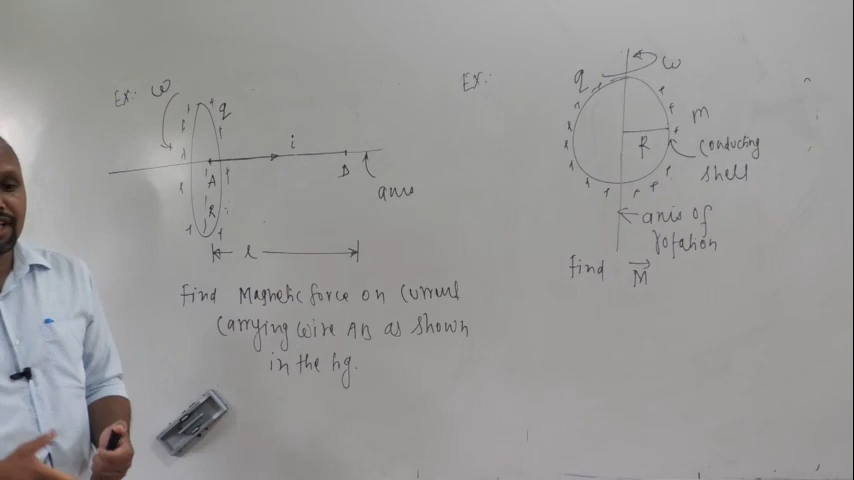 Ex: ω
q
i
A
B
R
axis
l
Find Magnetic force on Current
Carrying wire AB as shown
in the fig.
Ex:
q
ω
m
R
Conducting
Shell
axis of
rotation
Find M